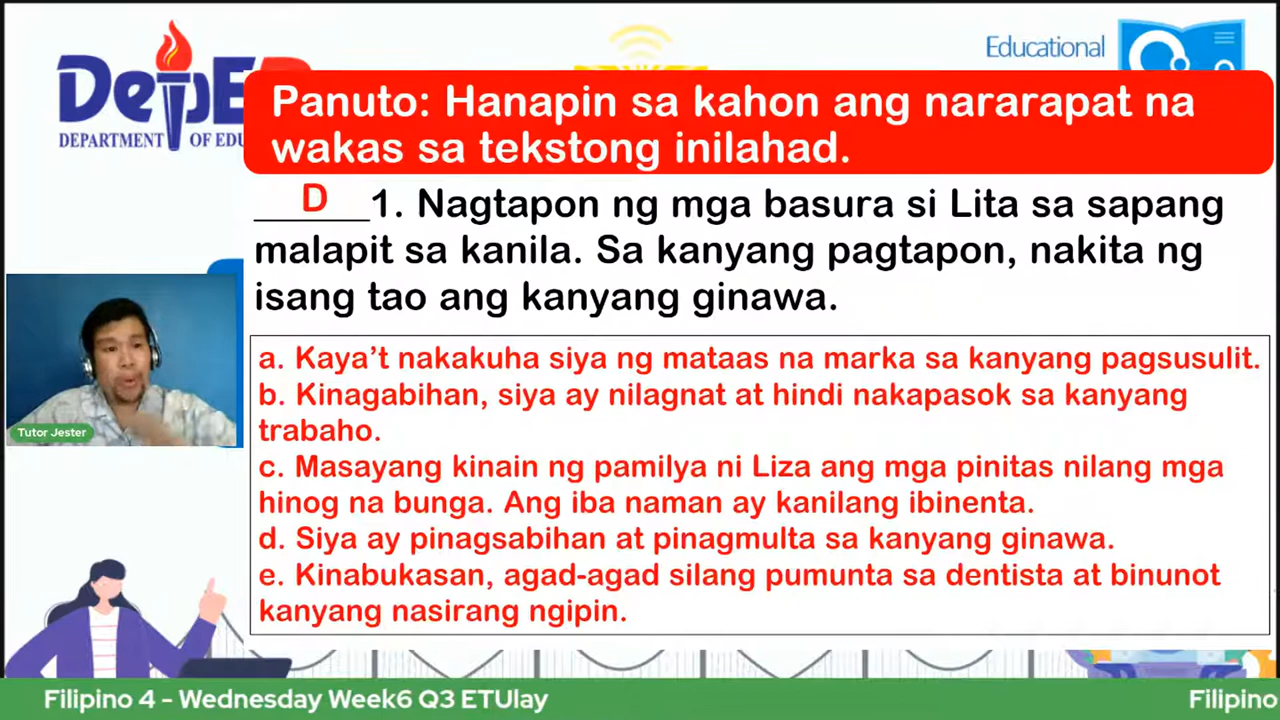 DepED
DEPARTMENT OF EDU
Educational
Panuto: Hanapin sa kahon ang nararapat na
wakas sa tekstong inilahad.
D 1. Nagtapon ng mga basura si Lita sa sapang
malapit sa kanila. Sa kanyang pagtapon, nakita ng
isang tao ang kanyang ginawa.
a. Kaya't nakakuha siya ng mataas na marka sa kanyang pagsusulit.
b. Kinagabihan, siya ay nilagnat at hindi nakapasok sa kanyang
trabaho.
c. Masayang kinain ng pamilya ni Liza ang mga pinitas nilang mga
hinog na bunga. Ang iba naman ay kanilang ibinenta.
d. Siya ay pinagsabihan at pinagmulta sa kanyang ginawa.
e. Kinabukasan, agad-agad silang pumunta sa dentista at binunot
kanyang nasirang ngipin.
Tutor Jester
Filipino 4 - Wednesday Week6 Q3 ETUlay
Filipino